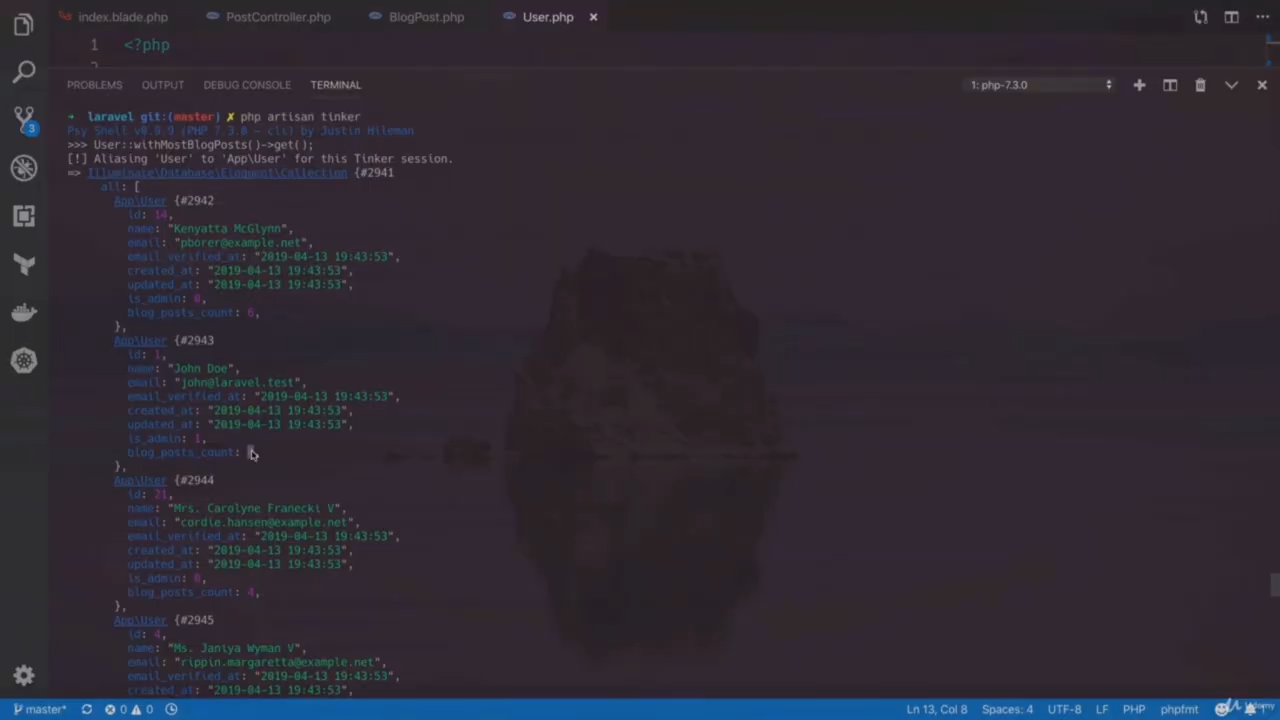 index.blade.php PostController.php BlogPost.php User.php ×
1 <?php
PROBLEMS OUTPUT DEBUG CONSOLE TERMINAL 1: php-7.3.0
→ laravel git:(master) ✗ php artisan tinker
Psy Shell v0.9.9 (PHP 7.3.0 — cli) by Justin Hileman
>>> User::withMostBlogPosts()->get();
[!] Aliasing 'User' to 'App\User' for this Tinker session.
=> Illuminate\Database\Eloquent\Collection {#2941
all: [
App\User {#2942
id: 14,
name: "Kenyatta McGlynn",
email: "pborer@example.net",
email_verified_at: "2019-04-13 19:43:53",
created_at: "2019-04-13 19:43:53",
updated_at: "2019-04-13 19:43:53",
is_admin: 0,
blog_posts_count: 6,
},
App\User {#2943
id: 1,
name: "John Doe",
email: "john@laravel.test",
email_verified_at: "2019-04-13 19:43:53",
created_at: "2019-04-13 19:43:53",
updated_at: "2019-04-13 19:43:53",
is_admin: 1,
blog_posts_count:
},
App\User {#2944
id: 21,
name: "Mrs. Carolyne Franecki V",
email: "cordie.hansen@example.net",
email_verified_at: "2019-04-13 19:43:53",
created_at: "2019-04-13 19:43:53",
updated_at: "2019-04-13 19:43:53",
is_admin: 0,
blog_posts_count: 4,
},
App\User {#2945
id: 4,
name: "Ms. Janiya Wyman V",
email: "rippin.margaretta@example.net",
email_verified_at: "2019-04-13 19:43:53",
created_at: "2019-04-13 19:43:53",
3
master* 0 0 Ln 13, Col 8 Spaces: 4 UTF-8 LF PHP phpfmt Udemy